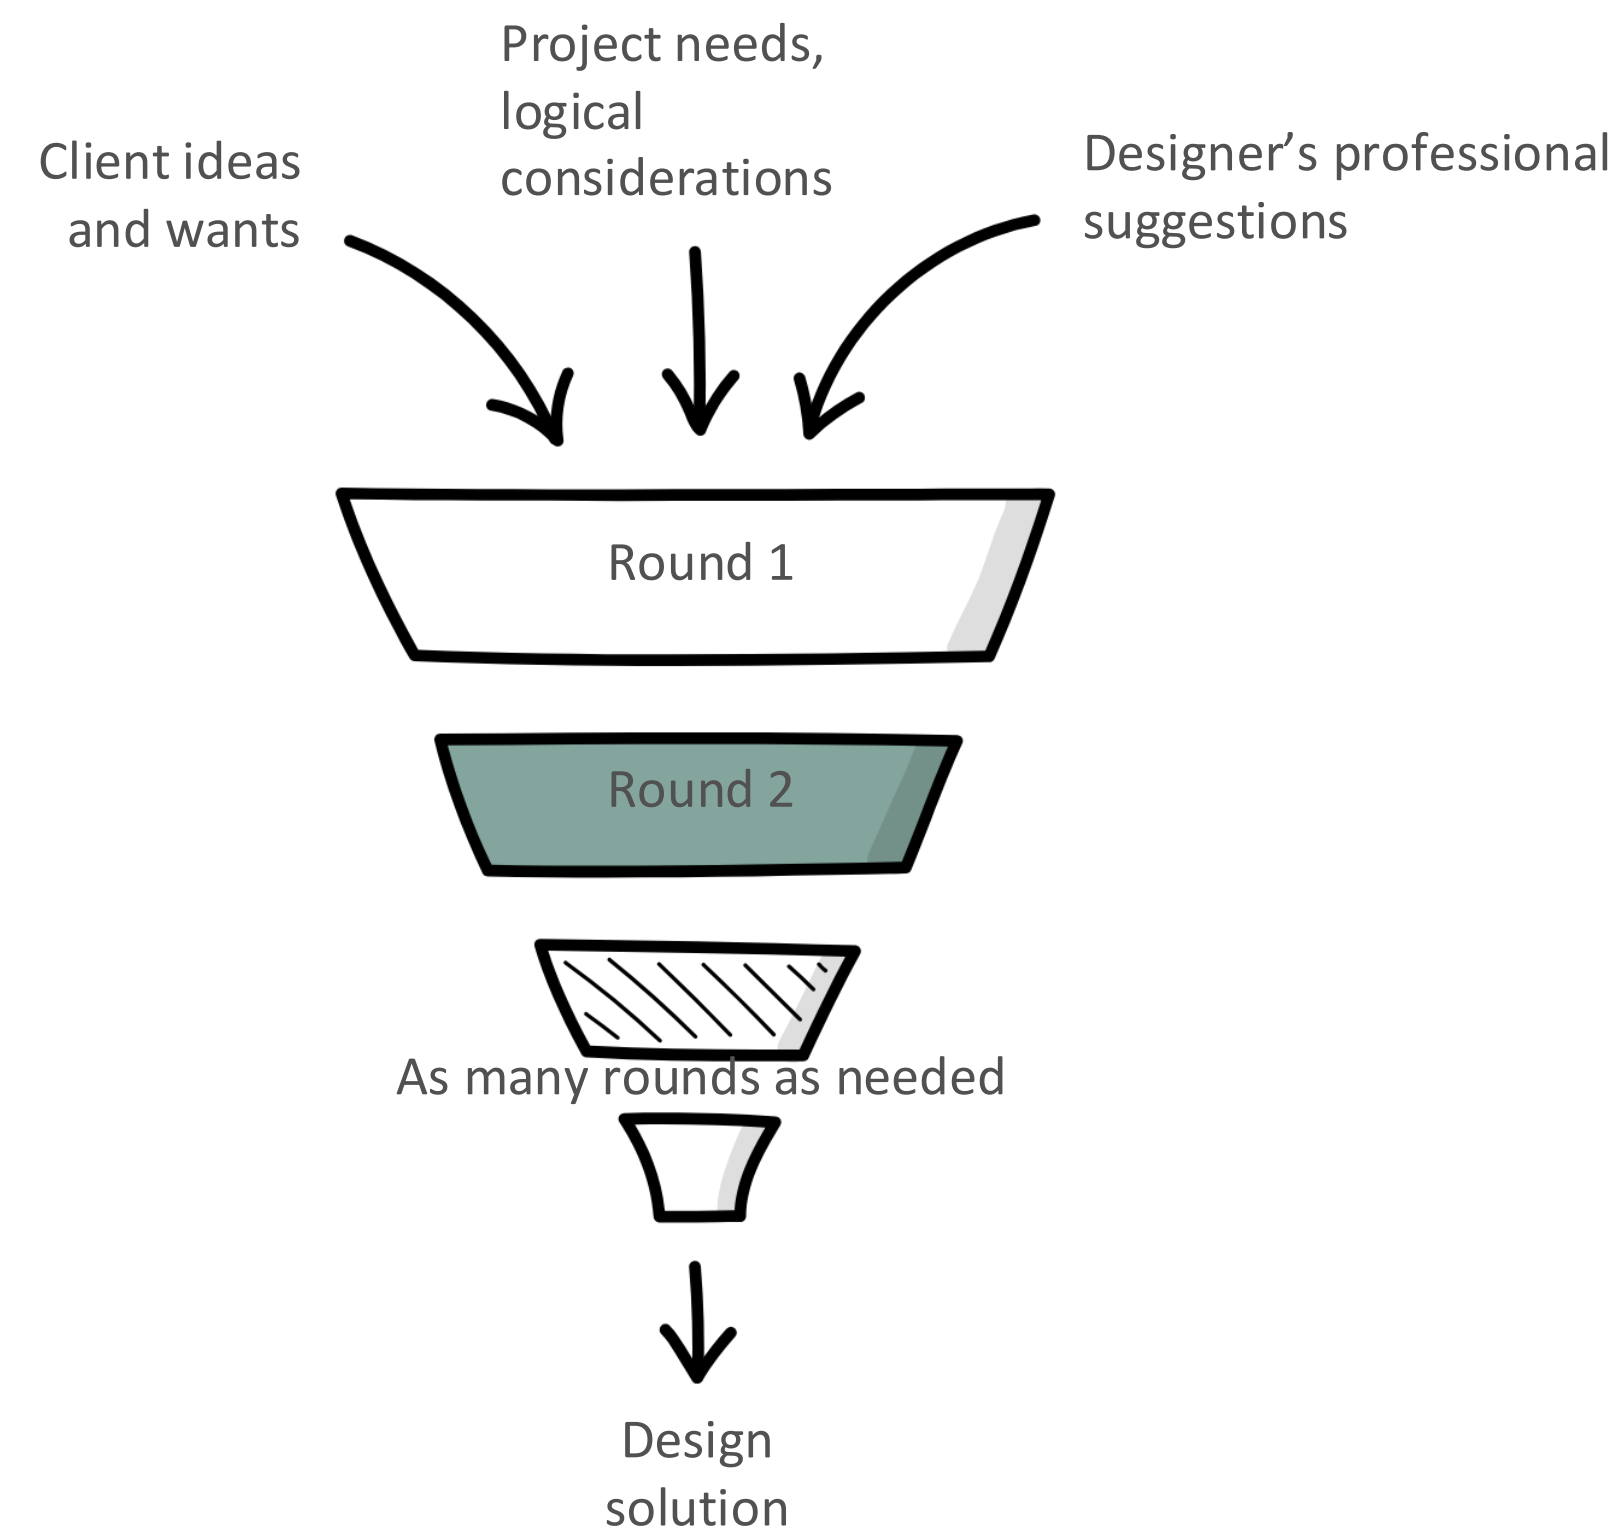 Project needs,
logical
considerations
Client ideas
and wants
Designer’s professional
suggestions
Round 1
Round 2
As many rounds as needed
Design
solution